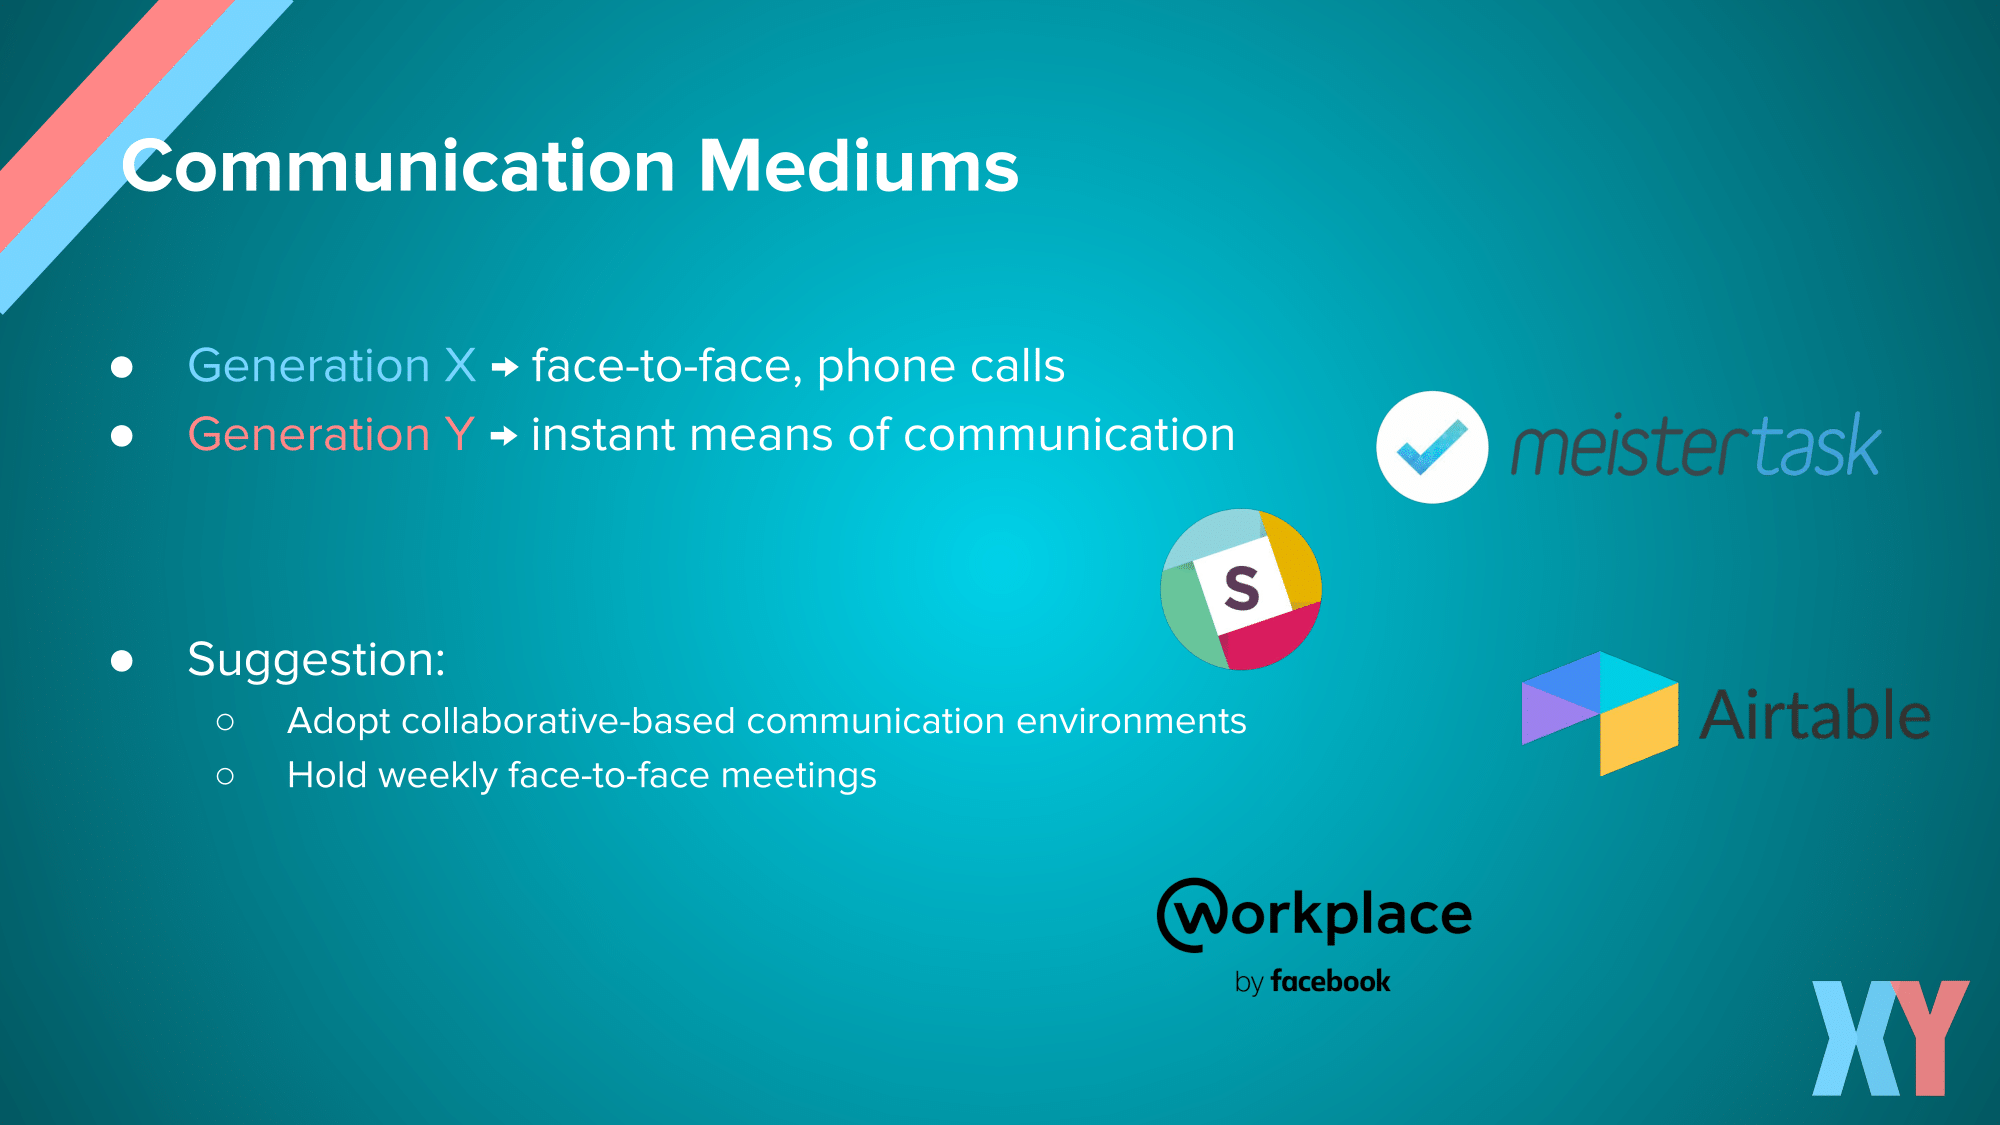 Communication Mediums
● Generation X → face-to-face, phone calls
● Generation Y → instant means of communication
meistertask
S
● Suggestion:
○ Adopt collaborative-based communication environments
○ Hold weekly face-to-face meetings
Airtable
Workplace
by facebook
XY